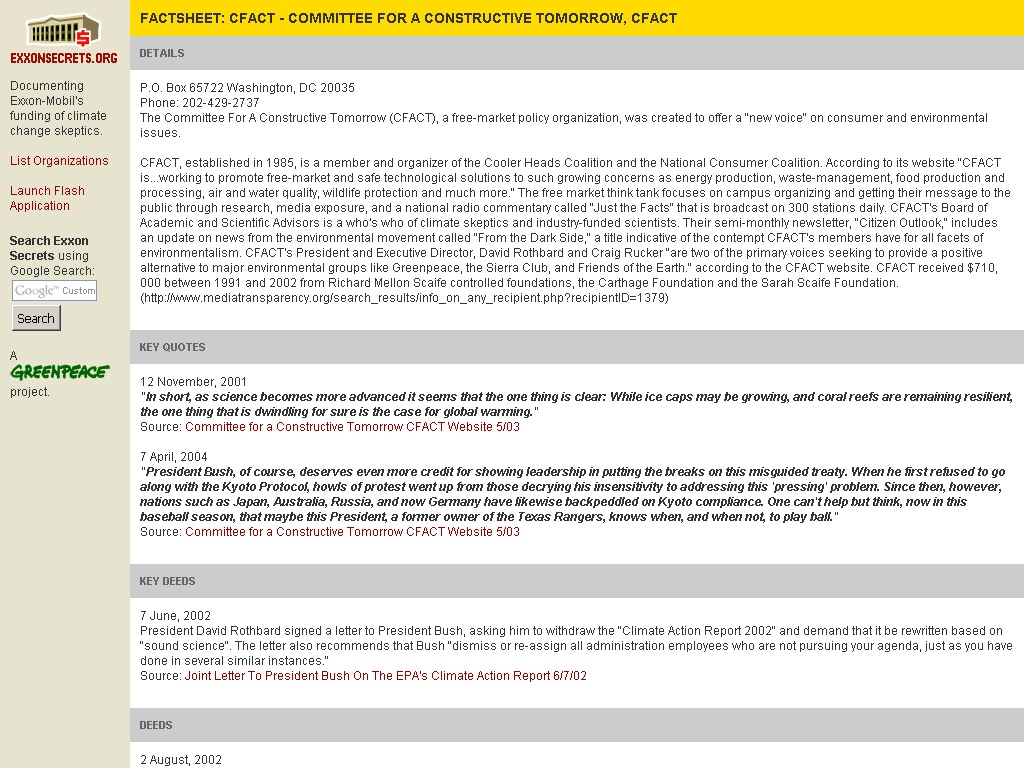 EXXONSECRETS.ORG
Documenting
Exxon-Mobil's
funding of climate
change skeptics.
List Organizations
Launch Flash
Application
Search Exxon
Secrets using
Google Search:
Google™ Custom
Search
A
GREENPEACE
project.
FACTSHEET: CFACT - COMMITTEE FOR A CONSTRUCTIVE TOMORROW, CFACT
DETAILS
P.O. Box 65722 Washington, DC 20035
Phone: 202-429-2737
The Committee For A Constructive Tomorrow (CFACT), a free-market policy organization, was created to offer a "new voice" on consumer and environmental
issues.
CFACT, established in 1985, is a member and organizer of the Cooler Heads Coalition and the National Consumer Coalition. According to its website "CFACT
is...working to promote free-market and safe technological solutions to such growing concerns as energy production, waste-management, food production and
processing, air and water quality, wildlife protection and much more." The free market think tank focuses on campus organizing and getting their message to the
public through research, media exposure, and a national radio commentary called "Just the Facts" that is broadcast on 300 stations daily. CFACT's Board of
Academic and Scientific Advisors is a who's who of climate skeptics and industry-funded scientists. Their semi-monthly newsletter, "Citizen Outlook," includes
an update on news from the environmental movement called "From the Dark Side," a title indicative of the contempt CFACT's members have for all facets of
environmentalism. CFACT's President and Executive Director, David Rothbard and Craig Rucker "are two of the primary voices seeking to provide a positive
alternative to major environmental groups like Greenpeace, the Sierra Club, and Friends of the Earth." according to the CFACT website. CFACT received $710,
000 between 1991 and 2002 from Richard Mellon Scaife controlled foundations, the Carthage Foundation and the Sarah Scaife Foundation.
(http://www.mediatransparency.org/search_results/info_on_any_recipient.php?recipientID=1379)
KEY QUOTES
12 November, 2001
"In short, as science becomes more advanced it seems that the one thing is clear: While ice caps may be growing, and coral reefs are remaining resilient,
the one thing that is dwindling for sure is the case for global warming."
Source: Committee for a Constructive Tomorrow CFACT Website 5/03
7 April, 2004
"President Bush, of course, deserves even more credit for showing leadership in putting the breaks on this misguided treaty. When he first refused to go
along with the Kyoto Protocol, howls of protest went up from those decrying his insensitivity to addressing this 'pressing' problem. Since then, however,
nations such as Japan, Australia, Russia, and now Germany have likewise backpeddled on Kyoto compliance. One can't help but think, now in this
baseball season, that maybe this President, a former owner of the Texas Rangers, knows when, and when not, to play ball."
Source: Committee for a Constructive Tomorrow CFACT Website 5/03
KEY DEEDS
7 June, 2002
President David Rothbard signed a letter to President Bush, asking him to withdraw the "Climate Action Report 2002" and demand that it be rewritten based on
"sound science". The letter also recommends that Bush "dismiss or re-assign all administration employees who are not pursuing your agenda, just as you have
done in several similar instances."
Source: Joint Letter To President Bush On The EPA's Climate Action Report 6/7/02
DEEDS
2 August, 2002